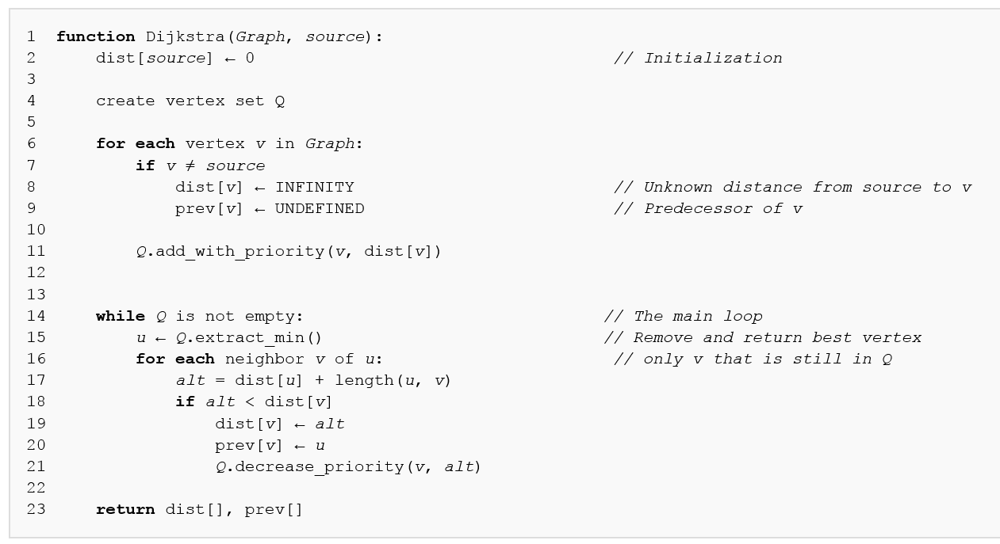 1 function Dijkstra(Graph, source):
2     dist[source] ← 0                                    // Initialization
3
4     create vertex set Q
5
6     for each vertex v in Graph:
7         if v ≠ source
8             dist[v] ← INFINITY                          // Unknown distance from source to v
9             prev[v] ← UNDEFINED                         // Predecessor of v
10
11        Q.add_with_priority(v, dist[v])
12
13
14    while Q is not empty:                              // The main loop
15        u ← Q.extract_min()                            // Remove and return best vertex
16        for each neighbor v of u:                       // only v that is still in Q
17            alt = dist[u] + length(u, v)
18            if alt < dist[v]
19                dist[v] ← alt
20                prev[v] ← u
21                Q.decrease_priority(v, alt)
22
23    return dist[], prev[]